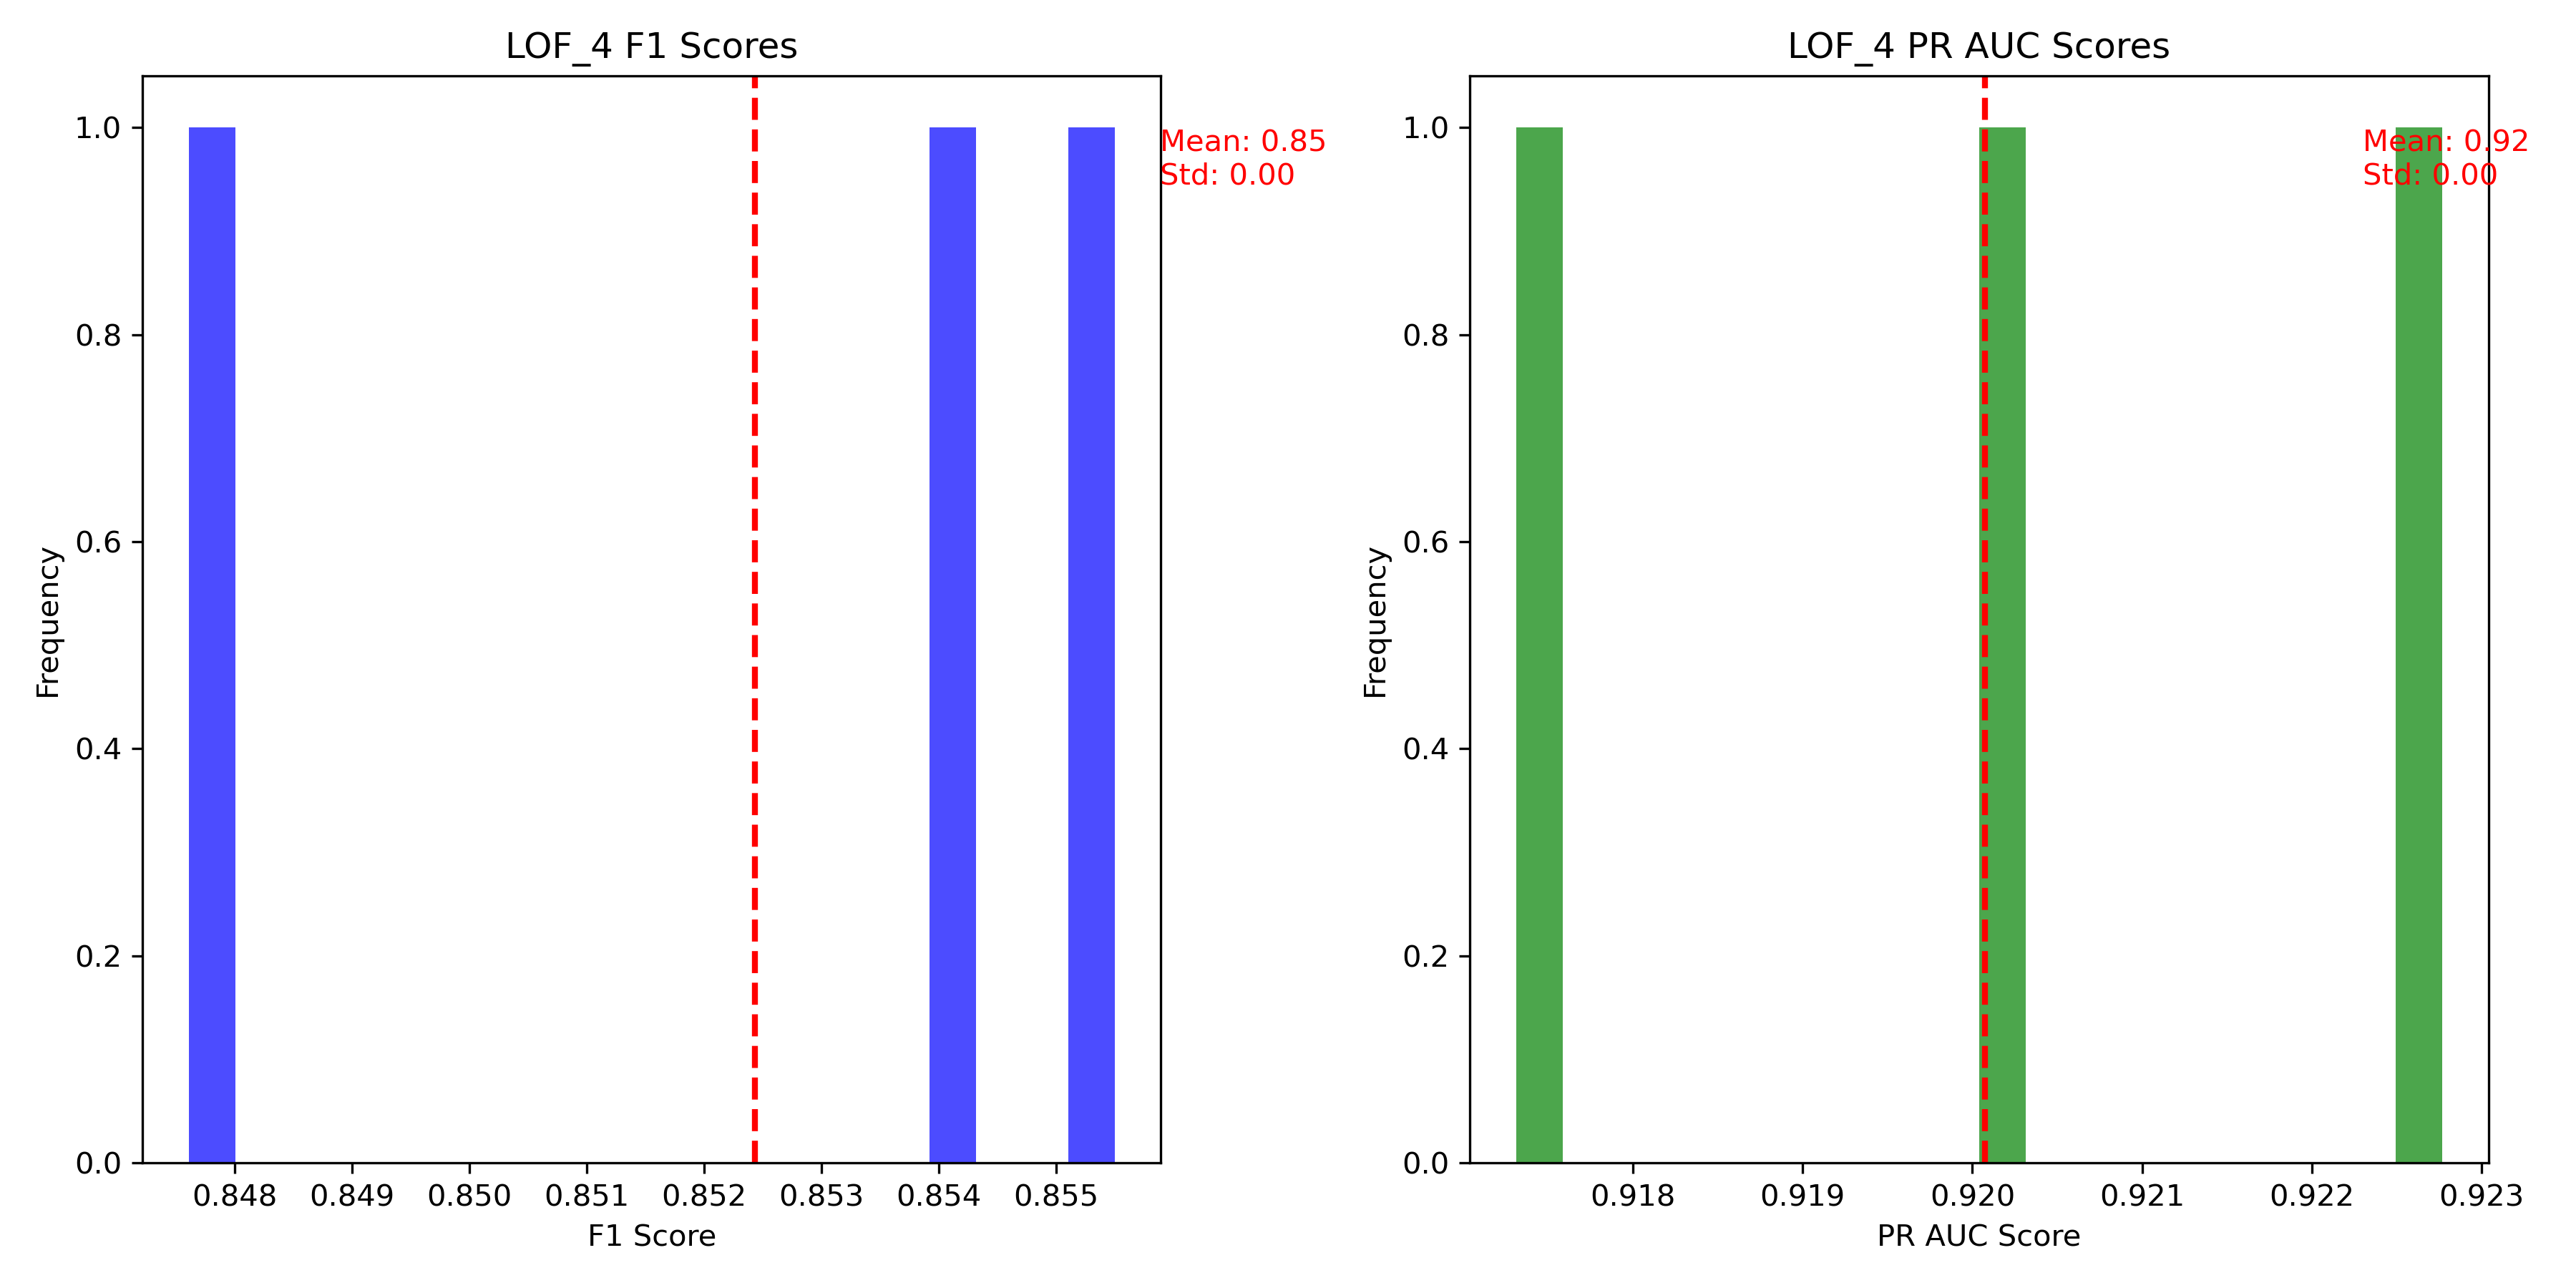 LOF_4 F1 Scores
1.0
0.8
0.6
0.4
0.2
0.0
Frequency
Mean: 0.85
Std: 0.00
0.848 0.849 0.850 0.851 0.852 0.853 0.854 0.855
F1 Score
LOF_4 PR AUC Scores
1.0
0.8
0.6
0.4
0.2
0.0
Frequency
Mean: 0.92
Std: 0.00
0.918 0.919 0.920 0.921 0.922 0.923
PR AUC Score